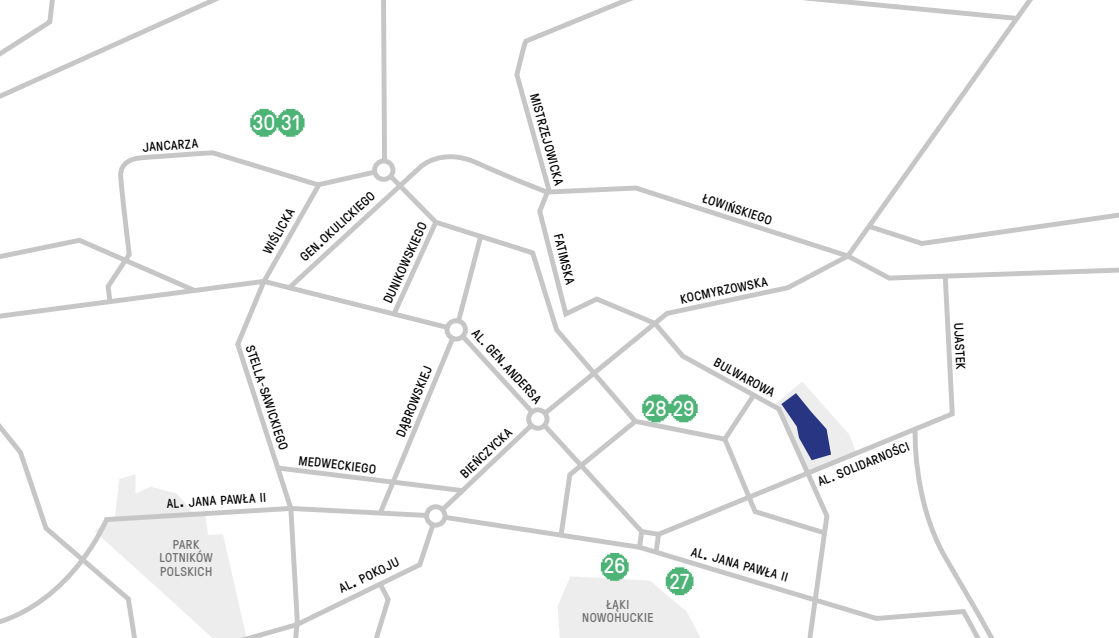 MISTRZEJOWICKA
30 31
JANCARZA
ŁOWIŃSKIEGO
WIŚLICKA
GEN. OKULICKIEGO
DUNIKOWSKIEGO
FATIMSKA
KOCMYRZOWSKA
UJASTEK
AL. GEN. ANDERSA
STELLA-SAWICKIEGO
DĄBROWSKIEJ
BULWAROWA
28 29
BIEŃCZYCKA
MEDWECKIEGO
AL. SOLIDARNOŚCI
AL. JANA PAWŁA II
PARK
LOTNIKÓW
POLSKICH
AL. POKOJU
26
27
AL. JANA PAWŁA II
ŁĄKI
NOWOHUCKIE